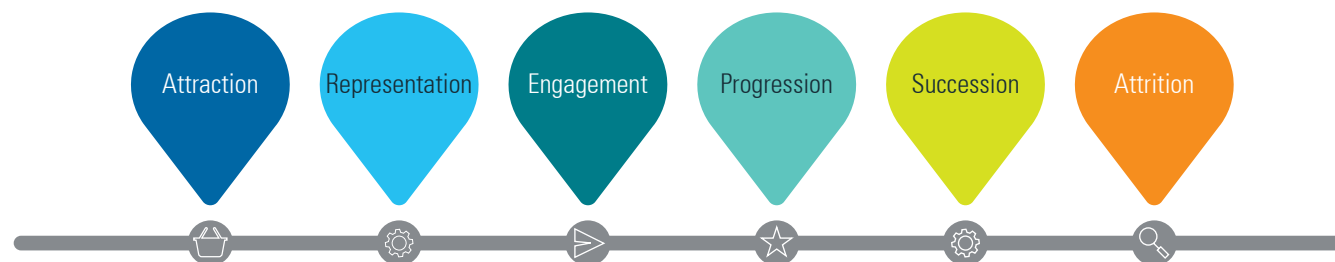 Attraction
Representation
Engagement
Progression
Succession
Attrition